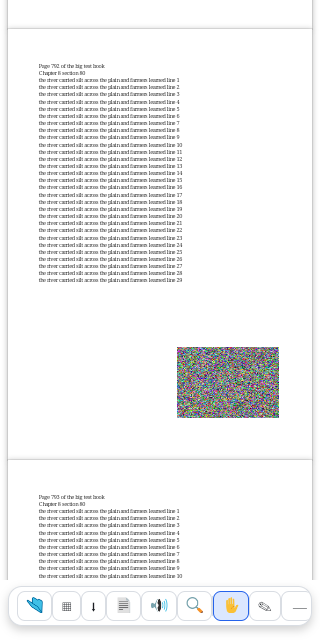 Page 792 of the big test book
Chapter 8 section 80
the river carried silt across the plain and farmers learned line 1
the river carried silt across the plain and farmers learned line 2
the river carried silt across the plain and farmers learned line 3
the river carried silt across the plain and farmers learned line 4
the river carried silt across the plain and farmers learned line 5
the river carried silt across the plain and farmers learned line 6
the river carried silt across the plain and farmers learned line 7
the river carried silt across the plain and farmers learned line 8
the river carried silt across the plain and farmers learned line 9
the river carried silt across the plain and farmers learned line 10
the river carried silt across the plain and farmers learned line 11
the river carried silt across the plain and farmers learned line 12
the river carried silt across the plain and farmers learned line 13
the river carried silt across the plain and farmers learned line 14
the river carried silt across the plain and farmers learned line 15
the river carried silt across the plain and farmers learned line 16
the river carried silt across the plain and farmers learned line 17
the river carried silt across the plain and farmers learned line 18
the river carried silt across the plain and farmers learned line 19
the river carried silt across the plain and farmers learned line 20
the river carried silt across the plain and farmers learned line 21
the river carried silt across the plain and farmers learned line 22
the river carried silt across the plain and farmers learned line 23
the river carried silt across the plain and farmers learned line 24
the river carried silt across the plain and farmers learned line 25
the river carried silt across the plain and farmers learned line 26
the river carried silt across the plain and farmers learned line 27
the river carried silt across the plain and farmers learned line 28
the river carried silt across the plain and farmers learned line 29
Page 793 of the big test book
Chapter 8 section 80
the river carried silt across the plain and farmers learned line 1
the river carried silt across the plain and farmers learned line 2
the river carried silt across the plain and farmers learned line 3
the river carried silt across the plain and farmers learned line 4
the river carried silt across the plain and farmers learned line 5
the river carried silt across the plain and farmers learned line 6
the river carried silt across the plain and farmers learned line 7
the river carried silt across the plain and farmers learned line 8
the river carried silt across the plain and farmers learned line 9
the river carried silt across the plain and farmers learned line 10